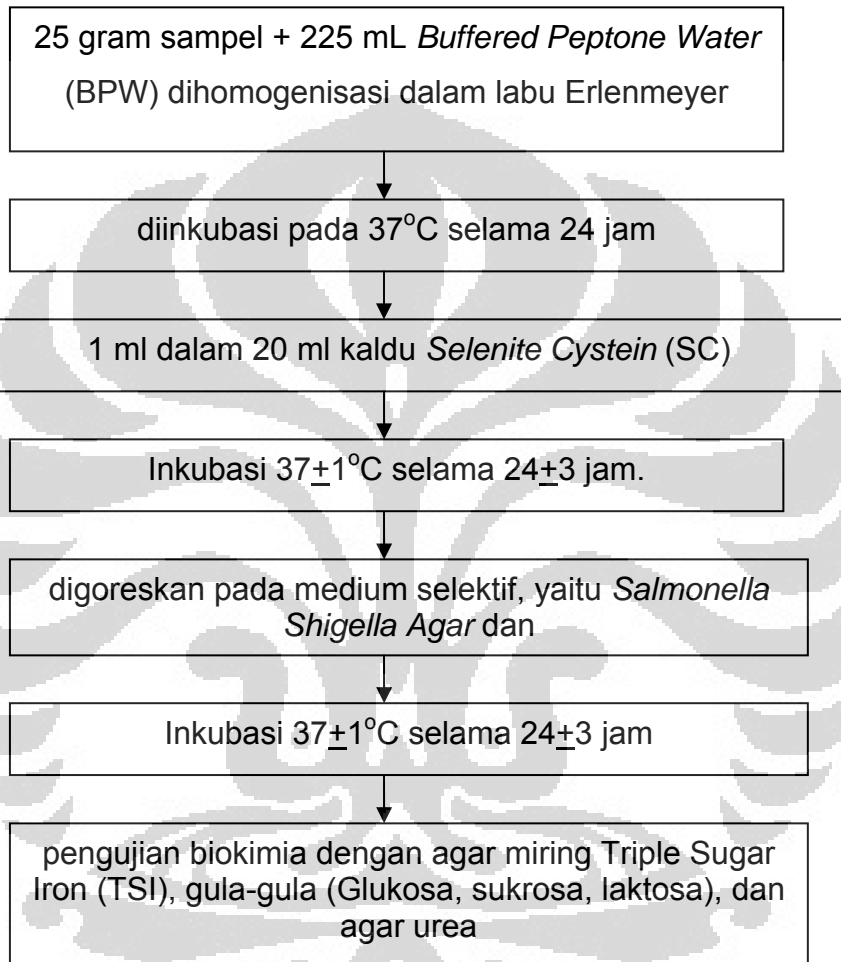 25 gram sampel + 225 mL Buffered Peptone Water
(BPW) dihomogenisasi dalam labu Erlenmeyer
diinkubasi pada 37°C selama 24 jam
1 ml dalam 20 ml kaldu Selenite Cystein (SC)
Inkubasi 37±1°C selama 24±3 jam.
digoreskan pada medium selektif, yaitu Salmonella
Shigella Agar dan
Inkubasi 37±1°C selama 24±3 jam
pengujian biokimia dengan agar miring Triple Sugar
Iron (TSI), gula-gula (Glukosa, sukrosa, laktosa), dan
agar urea